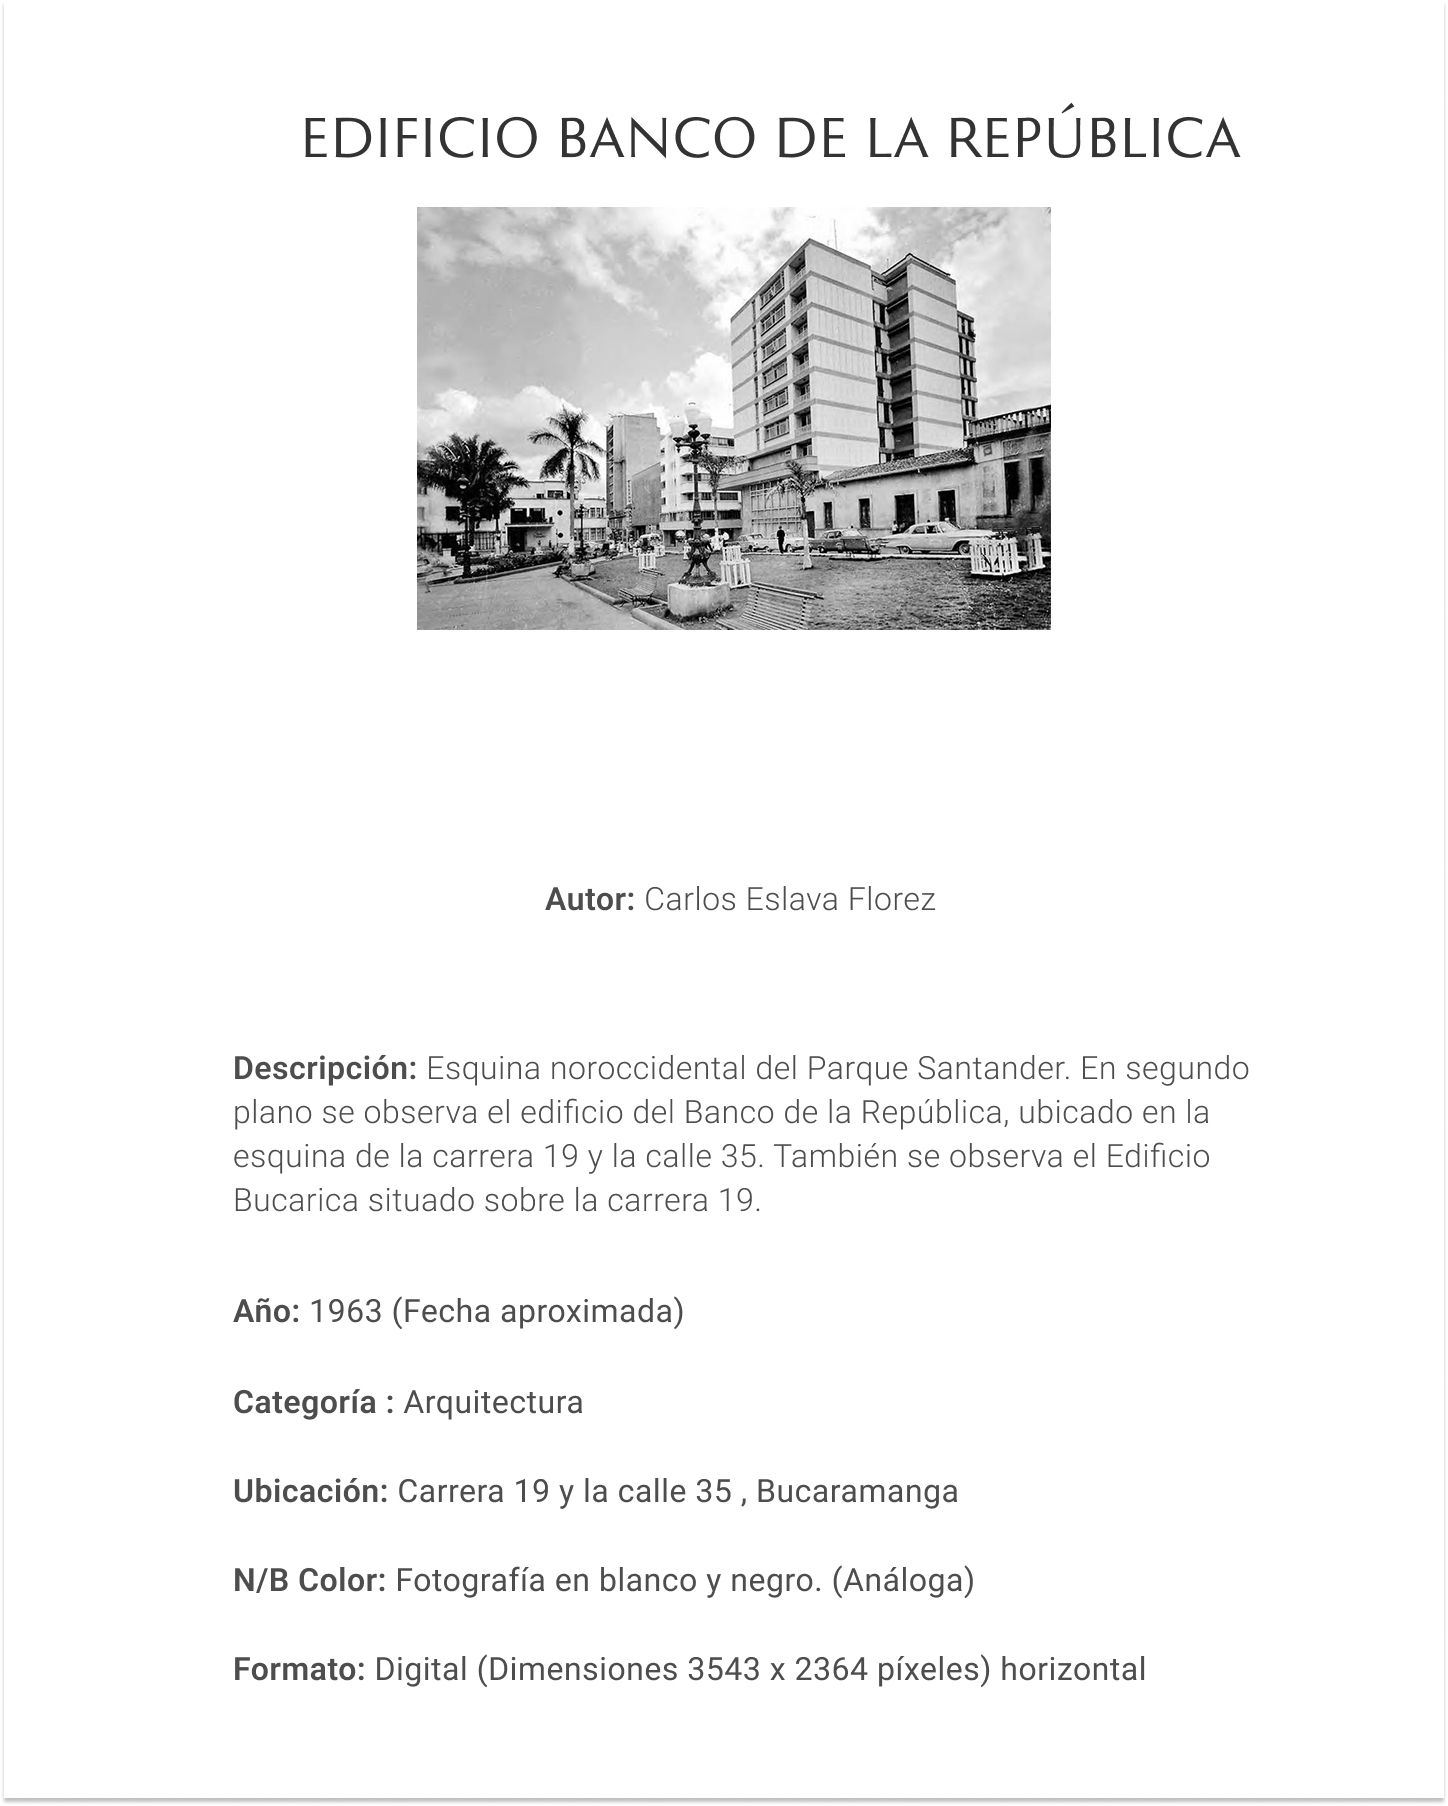 EDIFICIO BANCO DE LA REPÚBLICA
Autor: Carlos Eslava Florez
Descripción: Esquina noroccidental del Parque Santander. En segundo
plano se observa el edificio del Banco de la República, ubicado en la
esquina de la carrera 19 y la calle 35. También se observa el Edificio
Bucarica situado sobre la carrera 19.
Año: 1963 (Fecha aproximada)
Categoría : Arquitectura
Ubicación: Carrera 19 y la calle 35 , Bucaramanga
N/B Color: Fotografía en blanco y negro. (Análoga)
Formato: Digital (Dimensiones 3543 x 2364 píxeles) horizontal